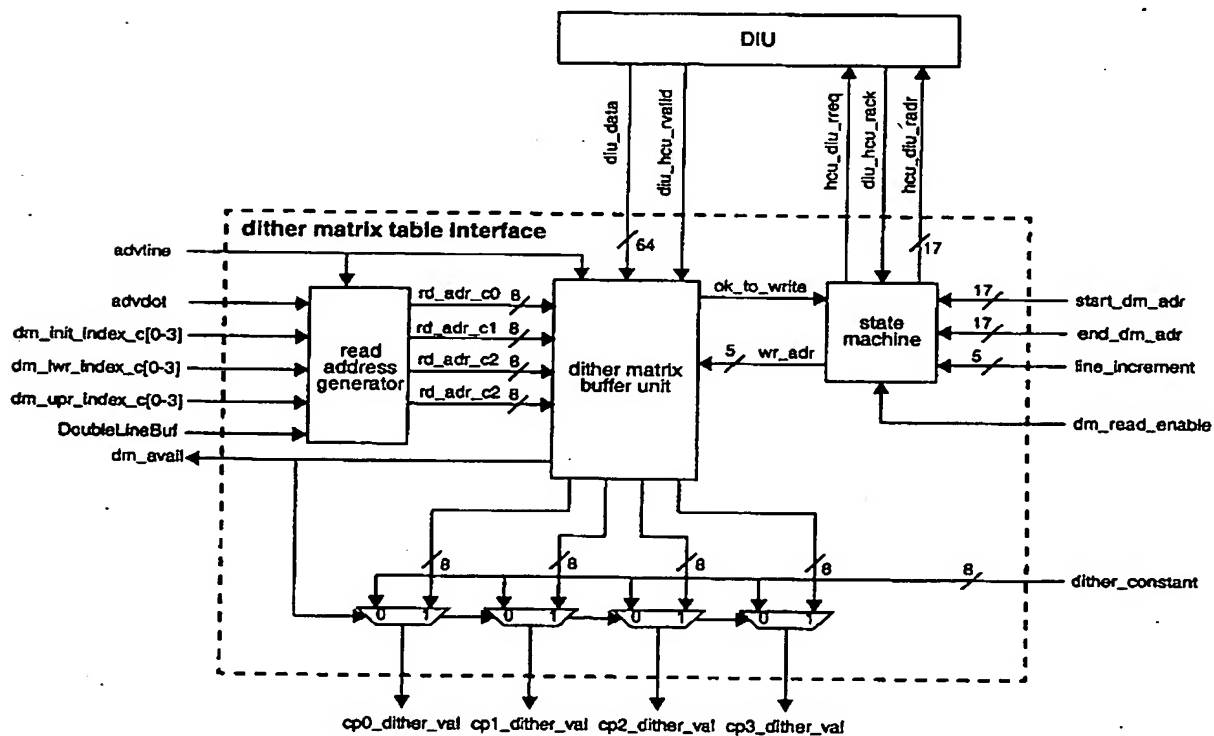 DIU
diu_data
diu_hcu_rvalid
hcu_diu_rreq
diu_hcu_rack
hcu_diu_radr
dither matrix table interface
64
17
advline
advdot
dm_init_index_c[0-3]
dm_lwr_index_c[0-3]
dm_upr_index_c[0-3]
DoubleLineBuf
dm_avail
read
address
generator
rd_adr_c0 8
rd_adr_c1 8
rd_adr_c2 8
rd_adr_c2 8
dither matrix
buffer unit
ok_to_write
5 wr_adr
state
machine
17 start_dm_adr
17 end_dm_adr
5 line_increment
dm_read_enable
8 8 8 8 8 dither_constant
0 1 0 1 0 1 0 1
cp0_dither_val cp1_dither_val cp2_dither_val cp3_dither_val